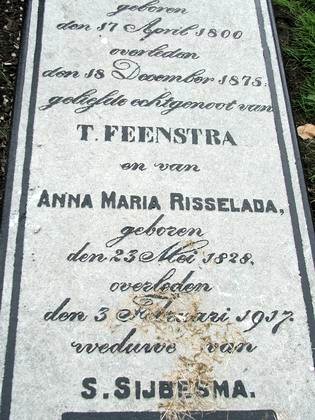 geboren
den 17 April 1800
overleden
den 18 December 1875:
geliefde echtgenoot van
T. FEENSTRA
en van
ANNA MARIA RISSELADA,
geboren
den 23 Mei 1828,
overleden
den 3 Februari 1917.
weduwe van
S. SIJBESMA.